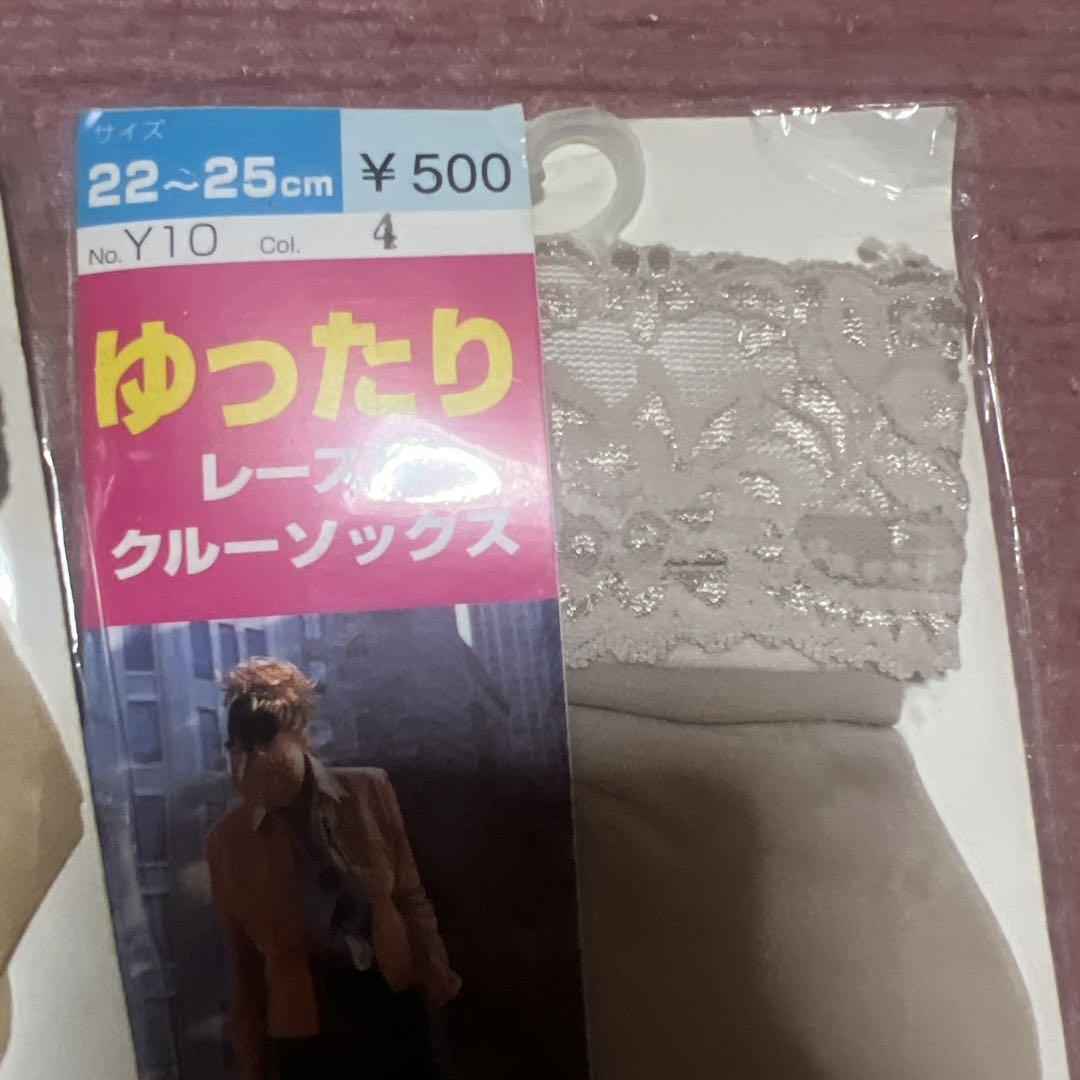 サイズ
22～25cm ￥500
No. Y10 Col. 4
ゆったり
レース
クルーソックス